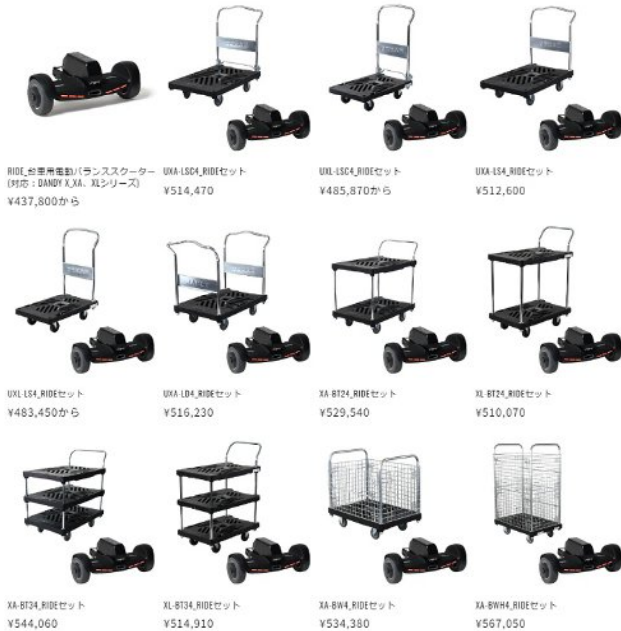 RIDE_台車用電動バランススクーター
(対応：DANDY X_XA、XLシリーズ)
¥437,800から
UXA-LSC4_RIDEセット
¥514,470
UXL-LSC4_RIDEセット
¥485,870から
UXA-LS4_RIDEセット
¥512,600
UXL-LS4_RIDEセット
¥483,450から
UXA-LD4_RIDEセット
¥516,230
XA-BT24_RIDEセット
¥529,540
XL-BT24_RIDEセット
¥510,070
XA-BT34_RIDEセット
¥544,060
XL-BT34_RIDEセット
¥514,910
XA-BW4_RIDEセット
¥534,380
XA-BWH4_RIDEセット
¥567,050